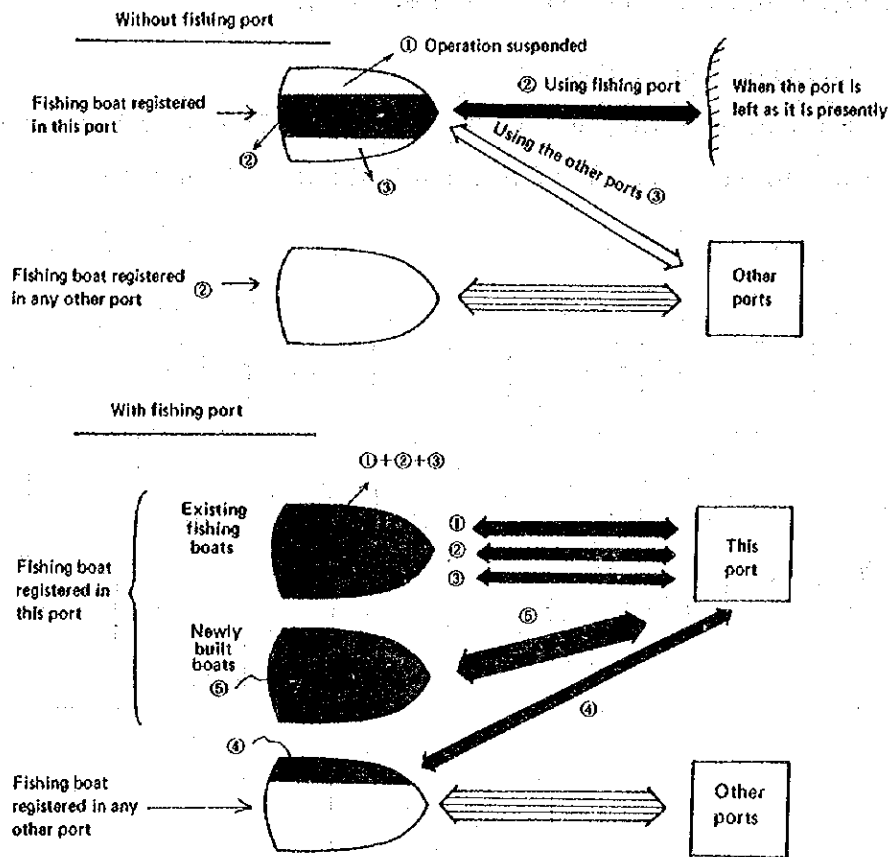 Without fishing port
① Operation suspended
② Using fishing port
When the port is
left as it is presently
Fishing boat registered
in this port
②
③
Using the other ports ③
Fishing boat registered
in any other port ②
Other
ports
With fishing port
①+②+③
Existing
fishing
boats
①
②
③
This
port
Fishing boat
registered in
this port
Newly
built
boats
⑤
⑤
④
④
Fishing boat
registered in any
other port
Other
ports